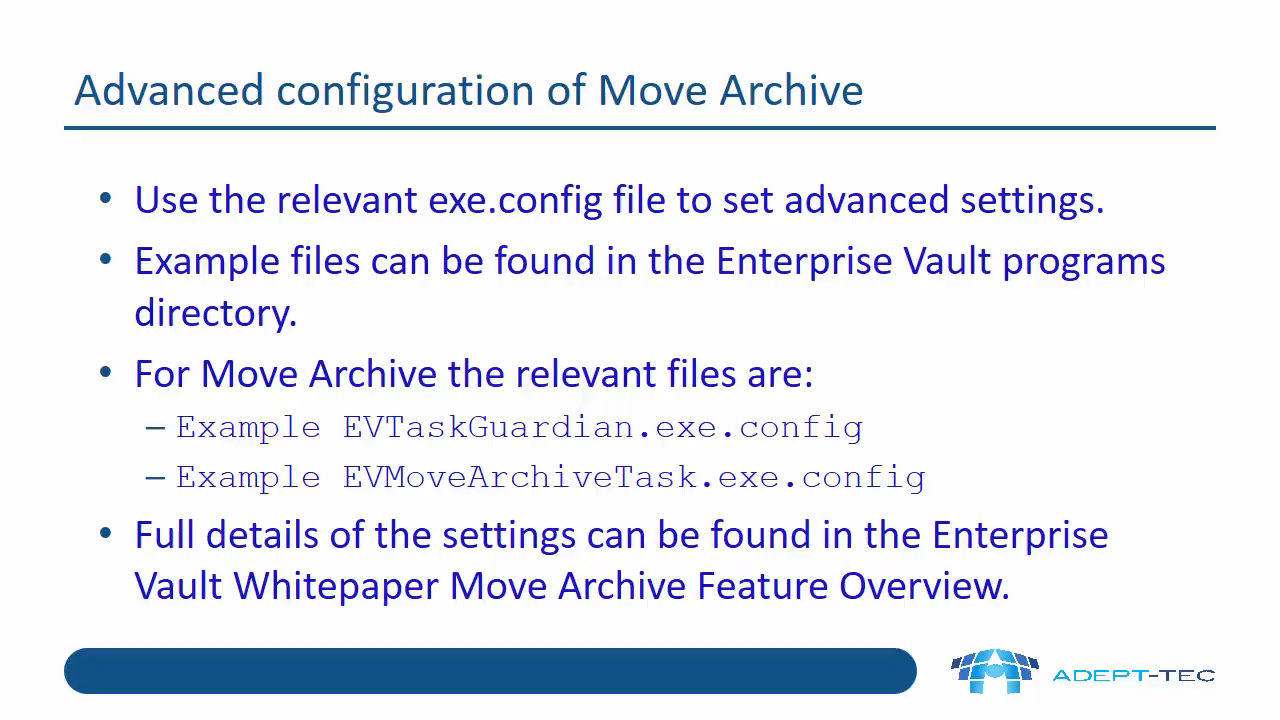 Advanced configuration of Move Archive
• Use the relevant exe.config file to set advanced settings.
• Example files can be found in the Enterprise Vault programs
directory.
• For Move Archive the relevant files are:
– Example EVTaskGuardian.exe.config
– Example EVMoveArchiveTask.exe.config
• Full details of the settings can be found in the Enterprise
Vault Whitepaper Move Archive Feature Overview.
ADEPT-TEC